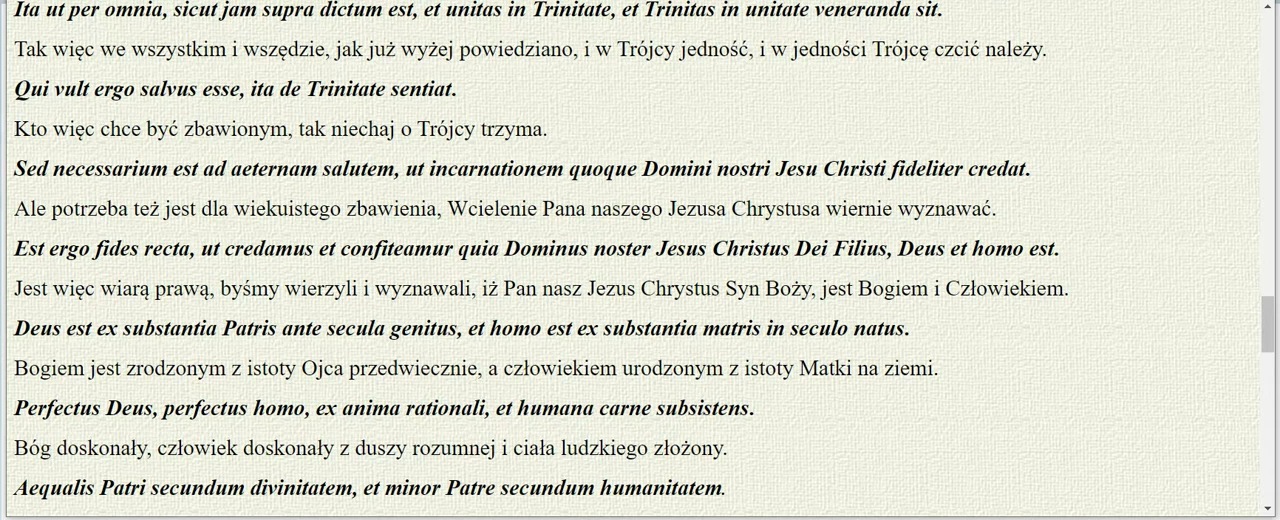 Ita ut per omnia, sicut jam supra dictum est, et unitas in Trinitate, et Trinitas in unitate veneranda sit.
Tak więc we wszystkim i wszędzie, jak już wyżej powiedziano, i w Trójcy jedność, i w jedności Trójcę czcić należy.
Qui vult ergo salvus esse, ita de Trinitate sentiat.
Kto więc chce być zbawionym, tak niechaj o Trójcy trzyma.
Sed necessarium est ad aeternam salutem, ut incarnationem quoque Domini nostri Jesu Christi fideliter credat.
Ale potrzeba też jest dla wiekuistego zbawienia, Wcielenie Pana naszego Jezusa Chrystusa wiernie wyznawać.
Est ergo fides recta, ut credamus et confiteamur quia Dominus noster Jesus Christus Dei Filius, Deus et homo est.
Jest więc wiarą prawą, byśmy wierzyli i wyznawali, iż Pan nasz Jezus Chrystus Syn Boży, jest Bogiem i Człowiekiem.
Deus est ex substantia Patris ante secula genitus, et homo est ex substantia matris in seculo natus.
Bogiem jest zrodzonym z istoty Ojca przedwiecznie, a człowiekiem urodzonym z istoty Matki na ziemi.
Perfectus Deus, perfectus homo, ex anima rationali, et humana carne subsistens.
Bóg doskonały, człowiek doskonały z duszy rozumnej i ciała ludzkiego złożony.
Aequalis Patri secundum divinitatem, et minor Patre secundum humanitatem.